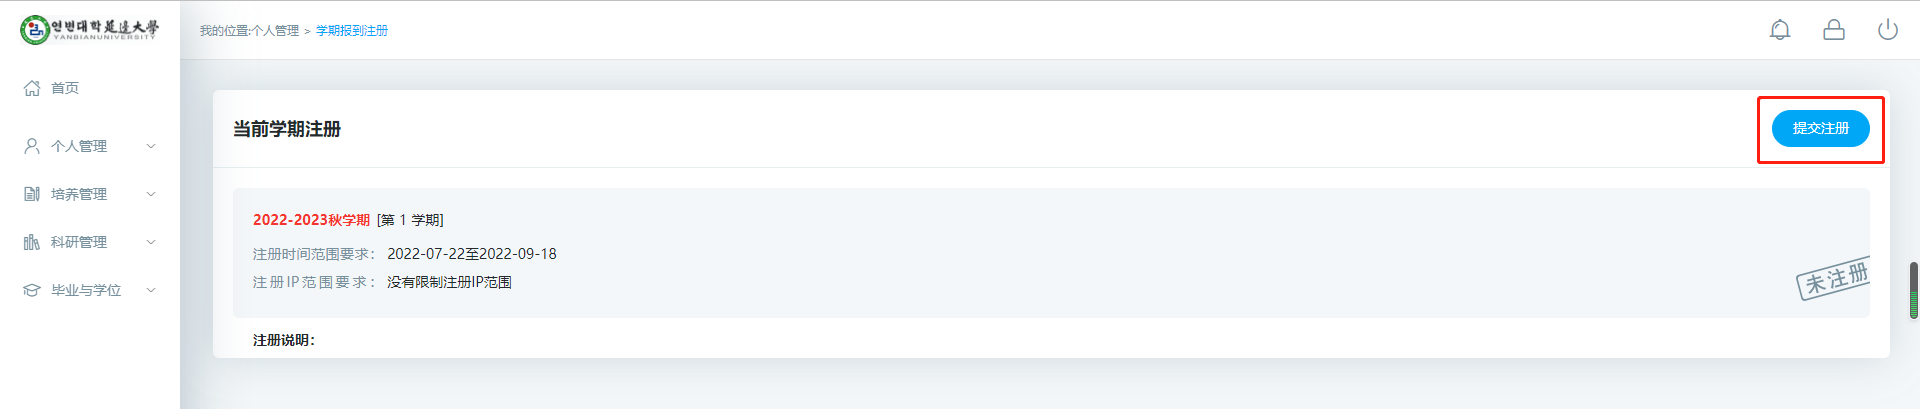 연변대학 延边大學
YANBIANUNIVERSITY
我的位置:个人管理 > 学期报到注册
首页
个人管理
培养管理
科研管理
毕业与学位
当前学期注册
提交注册
2022-2023秋学期 [第 1 学期]
注册时间范围要求： 2022-07-22至2022-09-18
注册IP范围要求： 没有限制注册IP范围
未注册
注册说明：